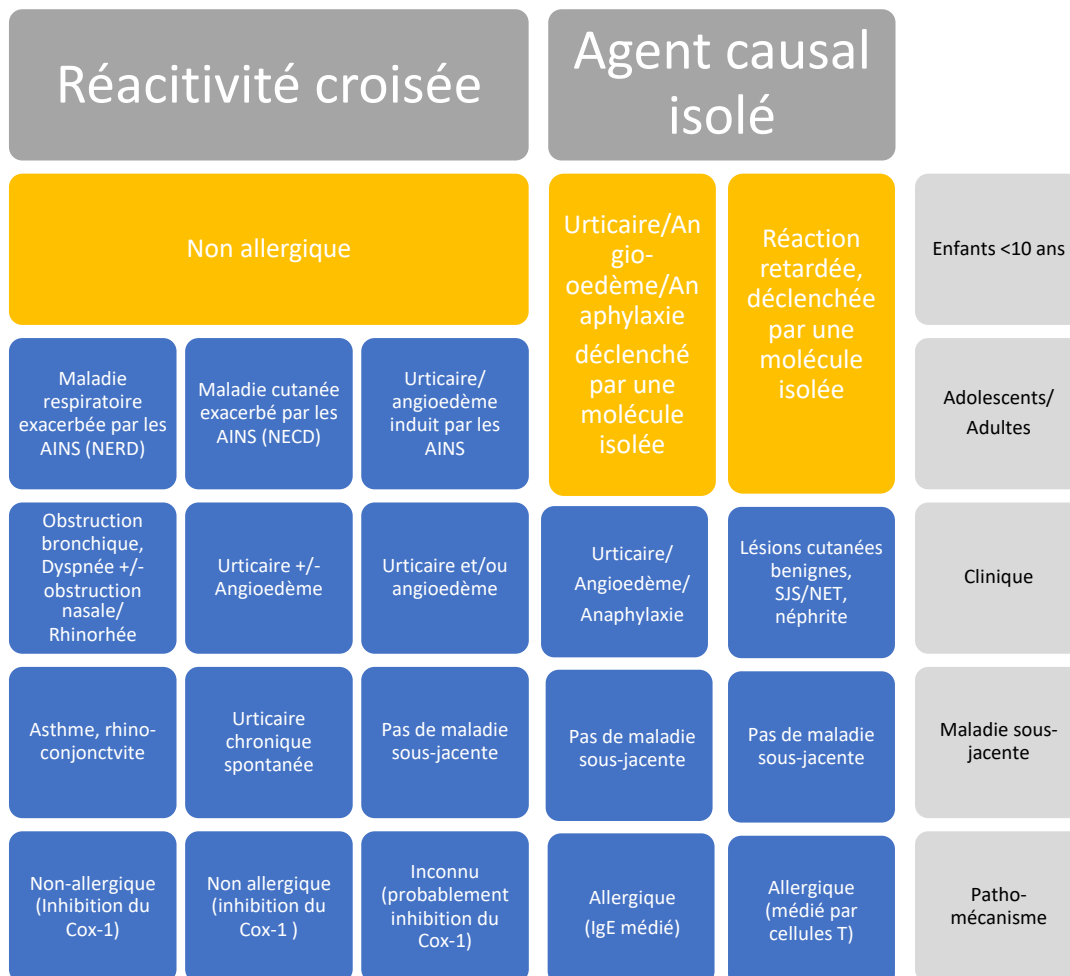 Réacitivité croisée
Agent causal
isolé
Non allergique
Urticaire/An
gio-
oedème/An
aphylaxie
déclenché
par une
molécule
isolée
Réaction
retardée,
déclenchée
par une
molécule
isolée
Enfants <10 ans
Maladie
respiratoire
exacerbée par les
AINS (NERD)
Maladie cutanée
exacerbé par les
AINS (NECD)
Urticaire/
angioedème
induit par les
AINS
Adolescents/
Adultes
Obstruction
bronchique,
Dyspnée +/-
obstruction
nasale/
Rhinorhée
Urticaire +/-
Angioedème
Urticaire et/ou
angioedème
Urticaire/
Angioedème/
Anaphylaxie
Lésions cutanées
benignes,
SJS/NET,
néphrite
Clinique
Asthme, rhino-
conjonctvite
Urticaire
chronique
spontanée
Pas de maladie
sous-jacente
Pas de maladie
sous-jacente
Pas de maladie
sous-jacente
Maladie sous-
jacente
Non-allergique
(Inhibition du
Cox-1)
Non allergique
(inhibition du
Cox-1 )
Inconnu
(probablement
inhibition du
Cox-1)
Allergique
(IgE médié)
Allergique
(médié par
cellules T)
Patho-
mécanisme